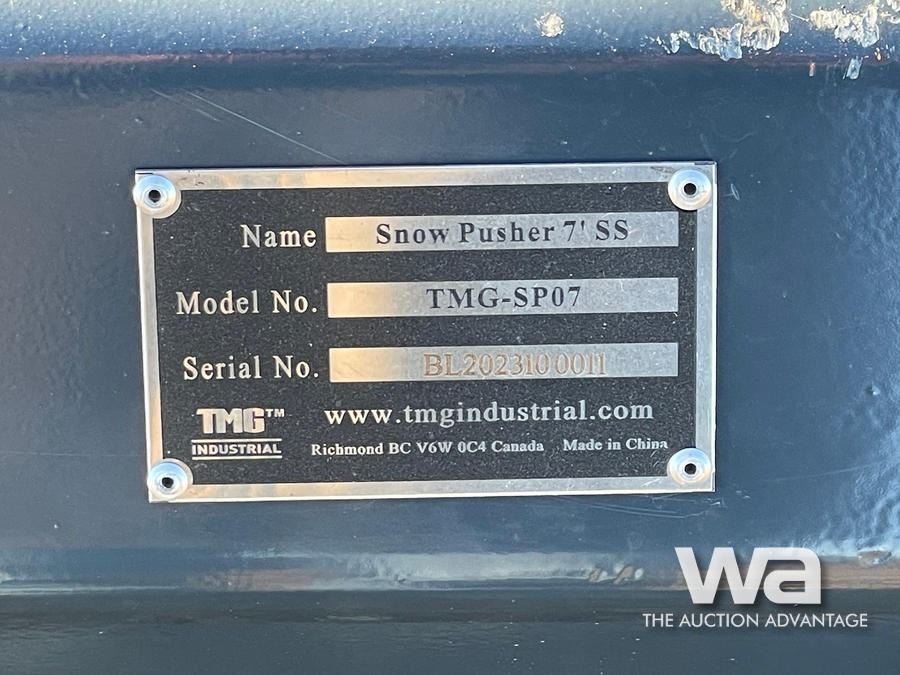 Name Snow Pusher 7' SS
Model No. TMG-SP07
Serial No. BL202310 0011
TMG™ www.tmgindustrial.com
INDUSTRIAL Richmond BC V6W 0C4 Canada Made in China
wa
THE AUCTION ADVANTAGE